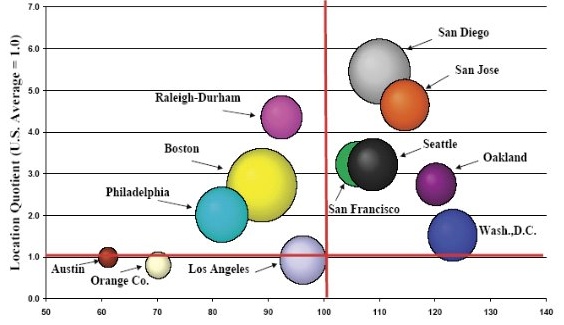 Location Quotient (U.S. Average = 1.0)
7.0
6.0
5.0
4.0
3.0
2.0
1.0
0.0
San Diego
San Jose
Raleigh-Durham
Boston
Seattle
Oakland
Philadelphia
San Francisco
Wash.,D.C.
Austin
Orange Co.
Los Angeles
50 60 70 80 90 100 110 120 130 140